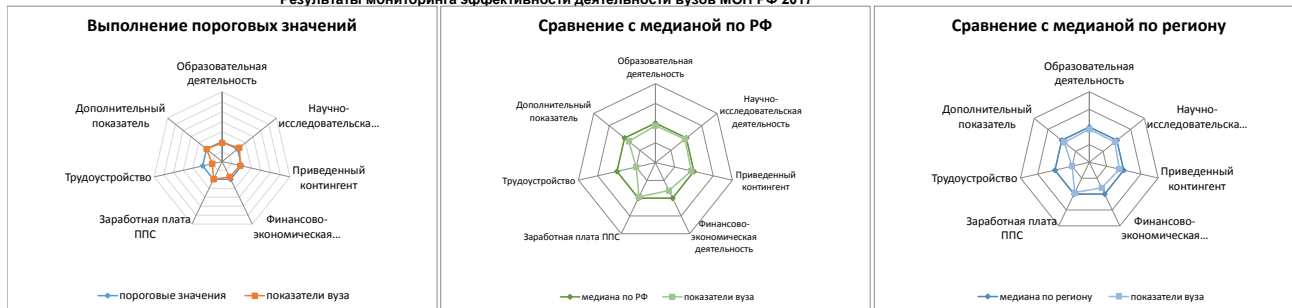 Результаты мониторинга эффективности деятельности вузов МОН РФ 2017
Выполнение пороговых значений
Образовательная
деятельность
Научно-
исследовательска...
Приведенный
контингент
Финансово-
экономическая...
Заработная плата
ППС
Трудоустройство
Дополнительный
показатель
пороговые значения
показатели вуза
Сравнение с медианой по РФ
Образовательная
деятельность
Научно-
исследовательская
деятельность
Приведенный
контингент
Финансово-
экономическая
деятельность
Заработная плата ППС
Трудоустройство
Дополнительный
показатель
медиана по РФ
показатели вуза
Сравнение с медианой по региону
Образовательная
деятельность
Научно-
исследовательска...
Приведенный
контингент
Финансово-
экономическая...
Заработная плата
ППС
Трудоустройство
Дополнительный
показатель
медиана по региону
показатели вуза